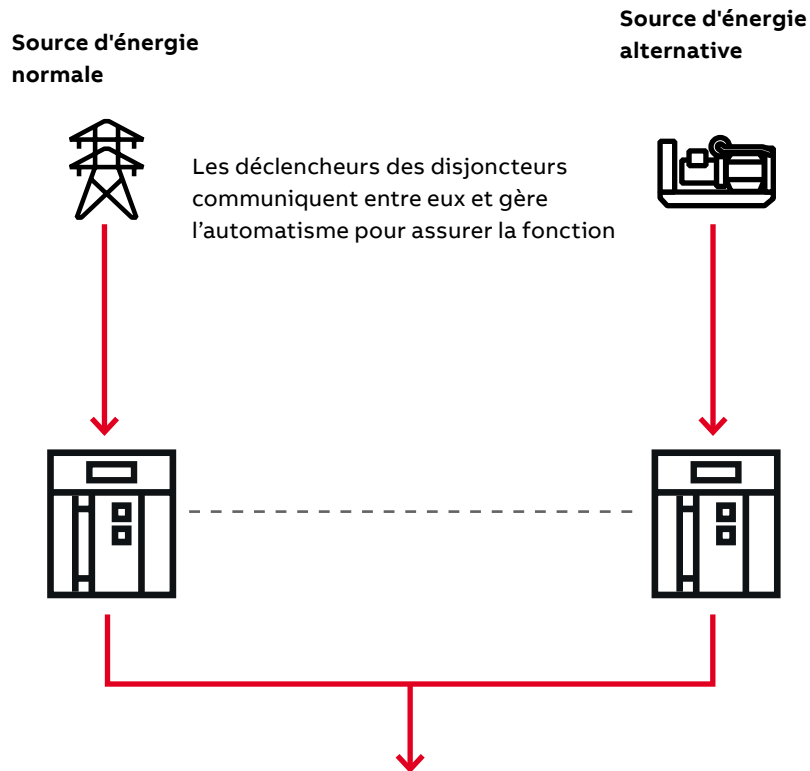 Source d'énergie
normale
Source d'énergie
alternative
Les déclencheurs des disjoncteurs
communiquent entre eux et gère
l’automatisme pour assurer la fonction